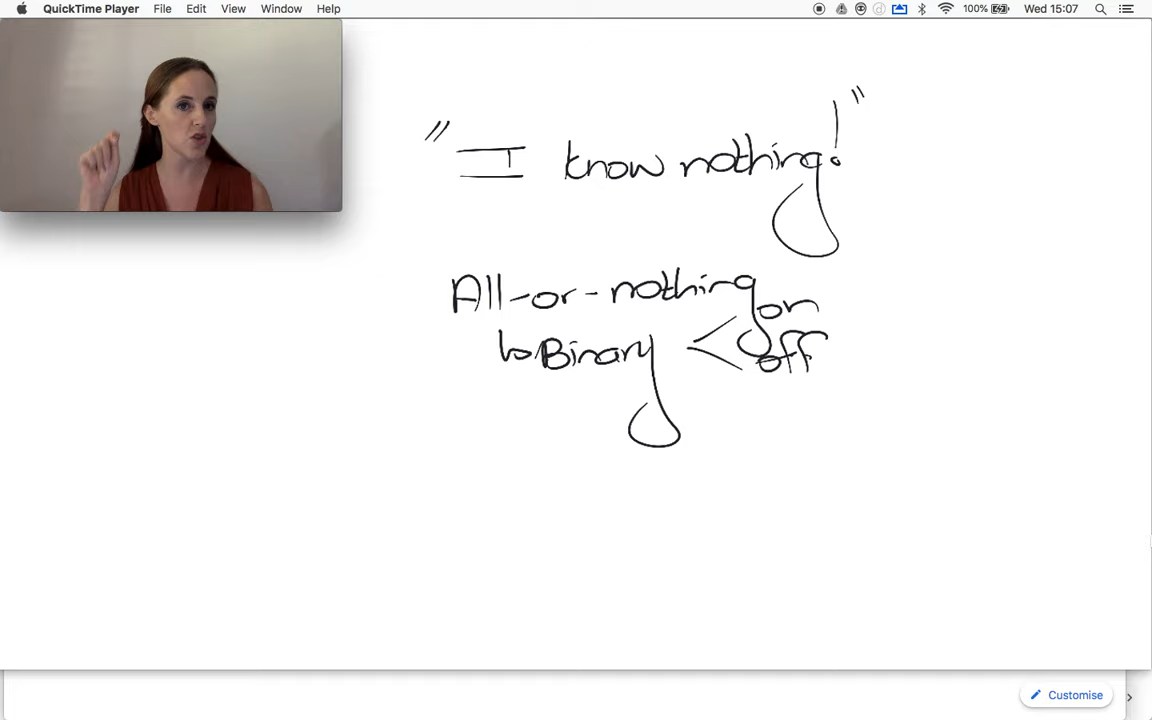 QuickTime Player File Edit View Window Help 100% Wed 15:07
"I know nothing!"
All-or-nothing
Binary < on
off
Customise